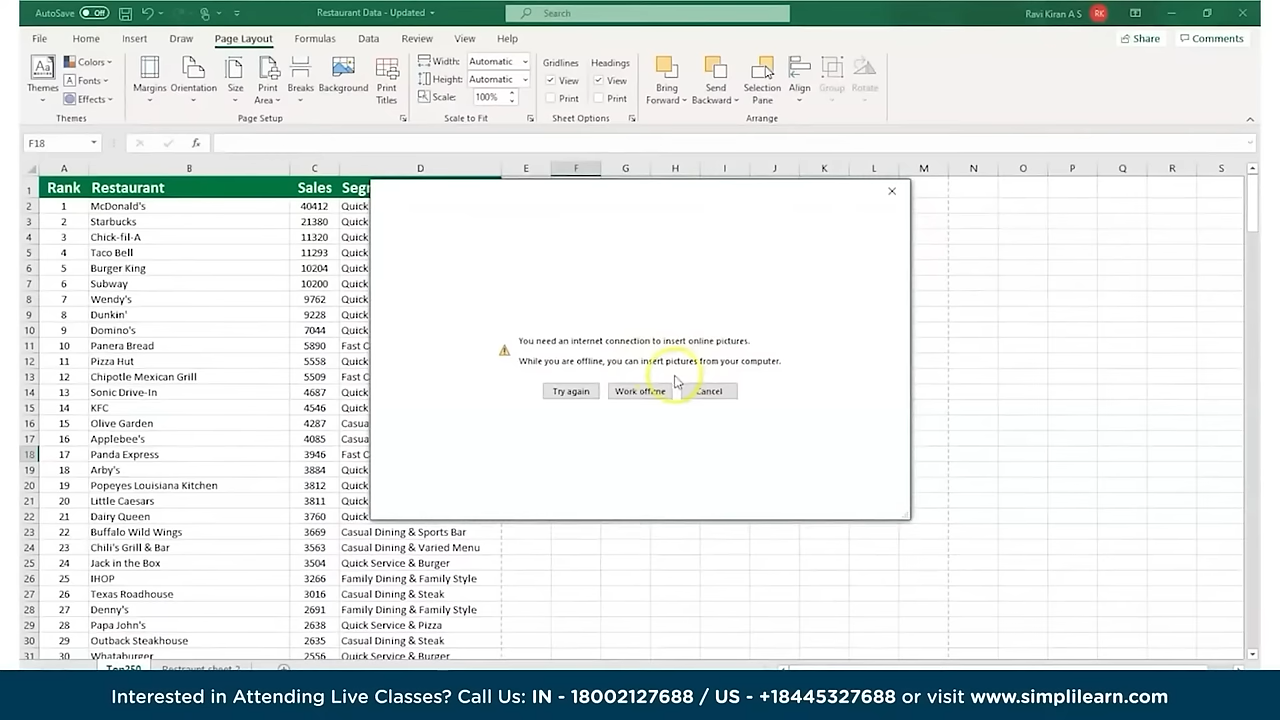 AutoSave Off Restaurant Data - Updated Search Ravi Kiran A S RK
File Home Insert Draw Page Layout Formulas Data Review View Help Share Comments
Themes Colors Fonts Effects Margins Orientation Size Print Area Breaks Background Print Titles Width: Automatic Height: Automatic Scale: 100% Gridlines View Print Headings View Print Bring Forward Send Backward Selection Pane Align Group Rotate
Themes Page Setup Scale to Fit Sheet Options Arrange
F18 fx
A B C D E F G H I J K L M N O P Q R S
1 Rank Restaurant Sales
2 1 McDonald's 40412 Quick
3 2 Starbucks 21380 Quick
4 3 Chick-fil-A 11320 Quick
5 4 Taco Bell 11293 Quick
6 5 Burger King 10204 Quick
7 6 Subway 10200 Quick
8 7 Wendy's 9762 Quick
9 8 Dunkin' 9228 Quick
10 9 Domino's 7044 Quick
11 10 Panera Bread 5890 Fast
12 11 Pizza Hut 5558 Quick
13 12 Chipotle Mexican Grill 5509 Fast
14 13 Sonic Drive-In 4687 Quick
15 14 KFC 4546 Quick
16 15 Olive Garden 4287
17 16 Applebee's 4085
18 17 Panda Express 3946 Fast
19 18 Arby's 3884 Quick
20 19 Popeyes Louisiana Kitchen 3812 Quick
21 20 Little Caesars 3811 Quick
22 21 Dairy Queen 3760 Quick
23 22 Buffalo Wild Wings 3669 Casual Dining & Sports Bar
24 23 Chili's Grill & Bar 3563 Casual Dining & Varied Menu
25 24 Jack in the Box 3504 Quick Service & Burger
26 25 IHOP 3266 Family Dining & Family Style
27 26 Texas Roadhouse 3016 Casual Dining & Steak
28 27 Denny's 2691 Family Dining & Family Style
29 28 Papa John's 2638 Quick Service & Pizza
30 29 Outback Steakhouse 2635 Casual Dining & Steak
31 30 Whataburger 2556 Quick Service & Burger
You need an internet connection to insert online pictures.
While you are offline, you can insert pictures from your computer.
Try again Work offline Cancel
Top250
Interested in Attending Live Classes? Call Us: IN - 18002127688 / US - +18445327688 or visit www.simplilearn.com